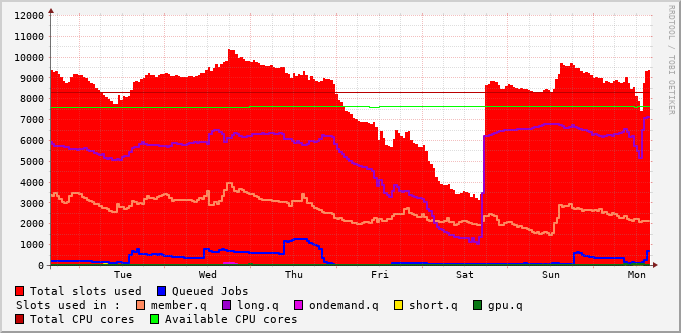 12000
11000
10000
9000
8000
7000
6000
5000
4000
3000
2000
1000
0
Tue Wed Thu Fri Sat Sun Mon
Total slots used Queued Jobs
Slots used in : member.q long.q ondemand.q short.q gpu.q
Total CPU cores Available CPU cores
RRDTOOL / TOBI OETIKER